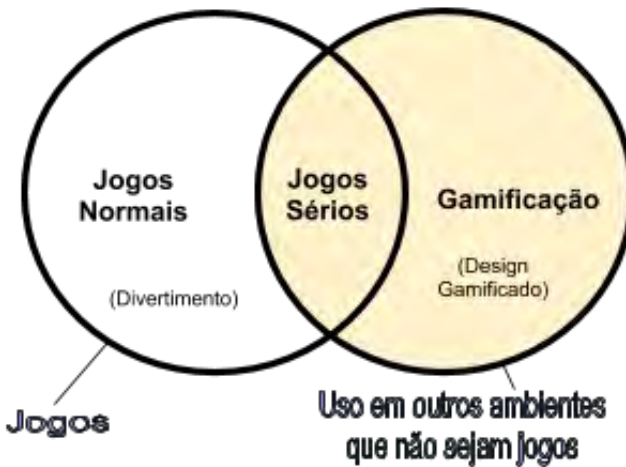 Jogos
Normais
(Divertimento)
Jogos
Sérios
Gamificação
(Design
Gamificado)
Jogos
Uso em outros ambientes
que não sejam jogos